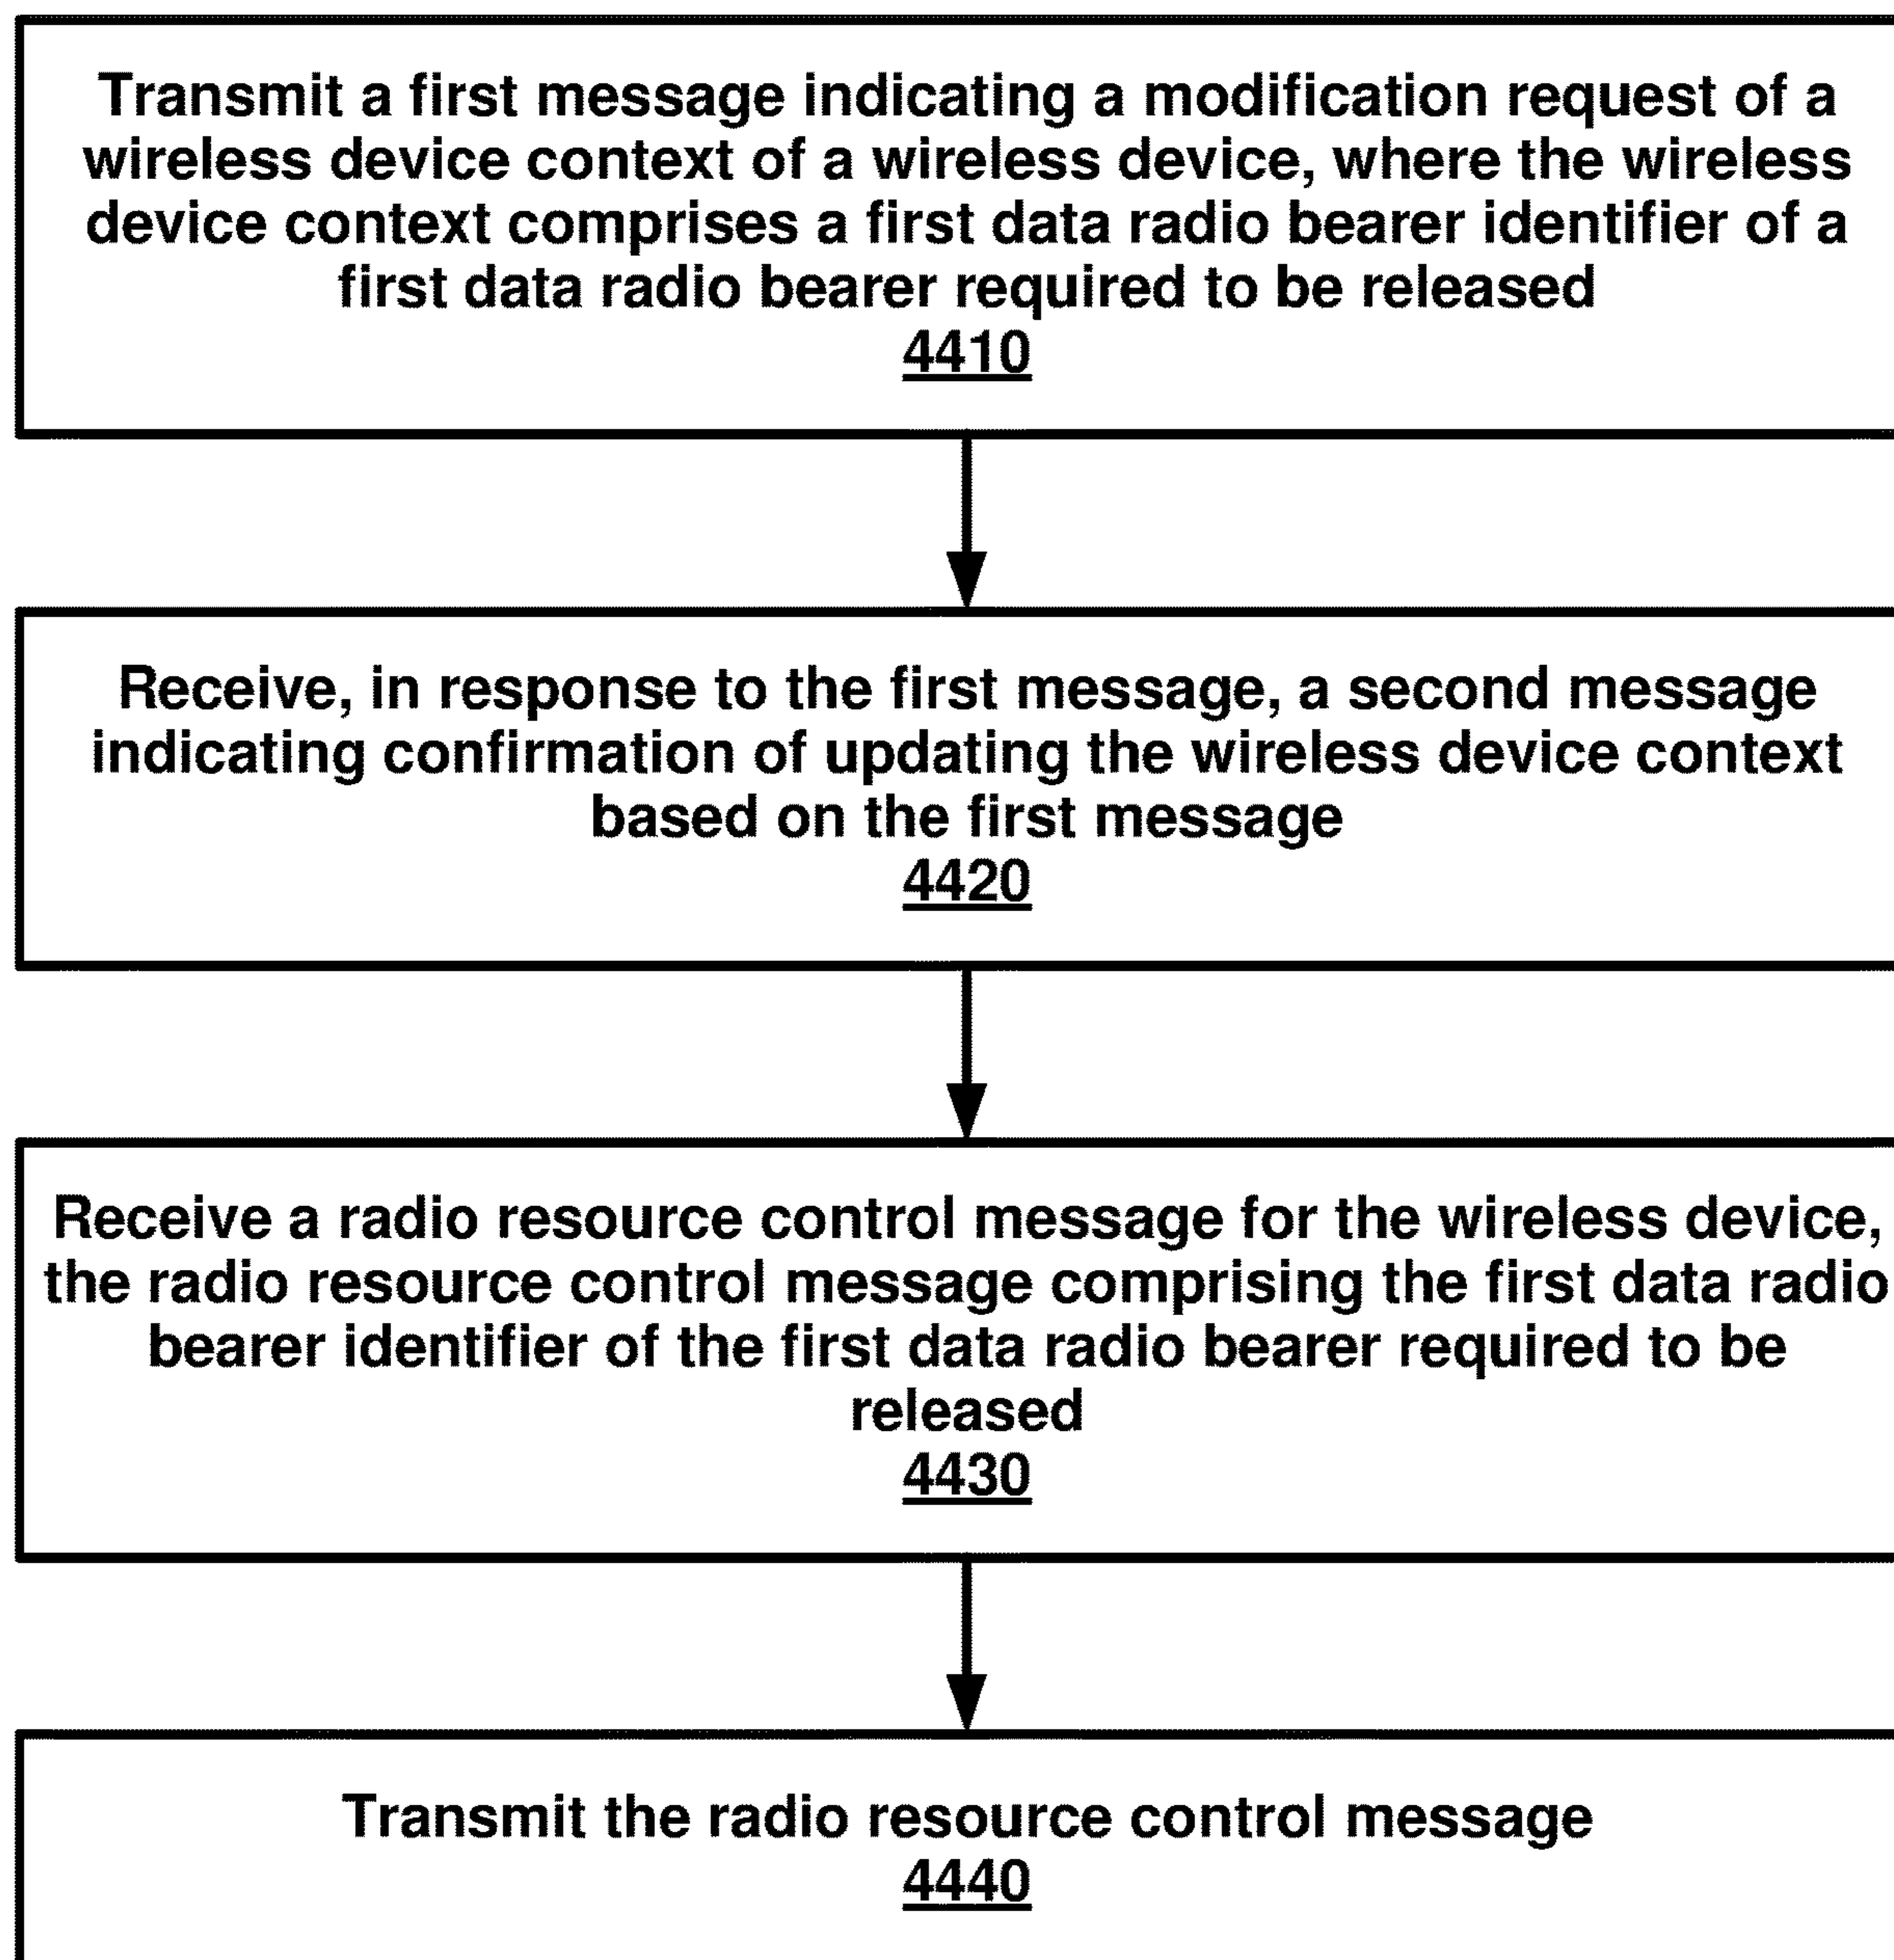 Transmit a first message indicating a modification request of a
wireless device context of a wireless device, where the wireless
device context comprises a first data radio bearer identifier of a
first data radio bearer required to be released
4410
Receive, in response to the first message, a second message
indicating confirmation of updating the wireless device context
based on the first message
4420
Receive a radio resource control message for the wireless device,
the radio resource control message comprising the first data radio
bearer identifier of the first data radio bearer required to be
released
4430
Transmit the radio resource control message
4440